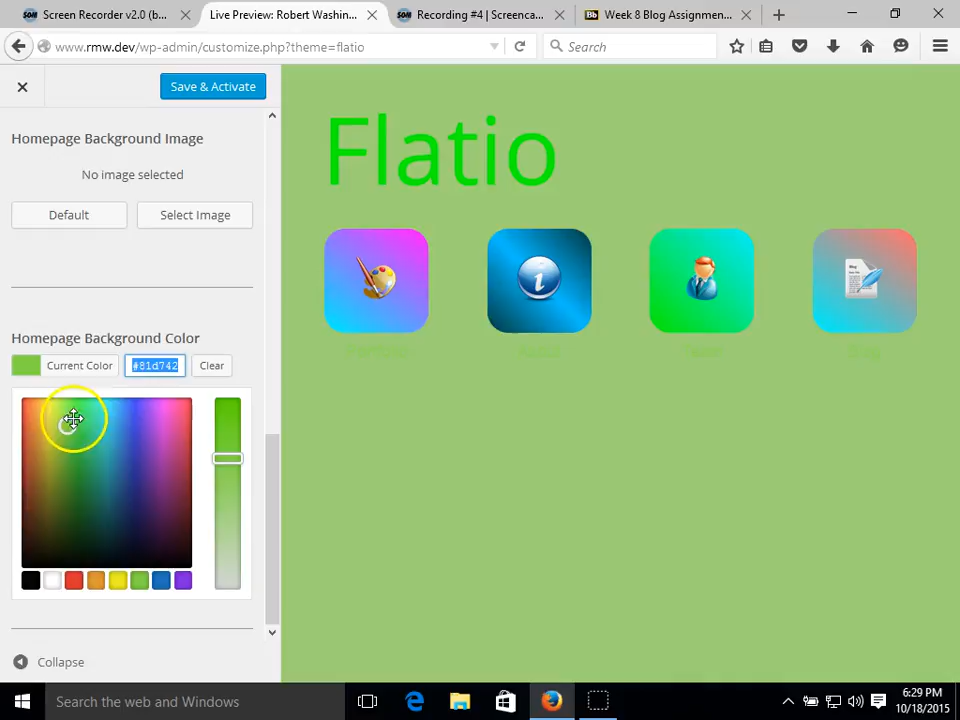 Screen Recorder v2.0 (b...
Live Preview: Robert Washin...
Recording #4 | Screencа...
Week 8 Blog Assignmen...
www.rmw.dev/wp-admin/customize.php?theme=flatio
Search
Save & Activate
Homepage Background Image
No image selected
Default
Select Image
Homepage Background Color
Current Color
#81d742
Clear
Collapse
Flatio
Search the web and Windows
6:29 PM
10/18/2015